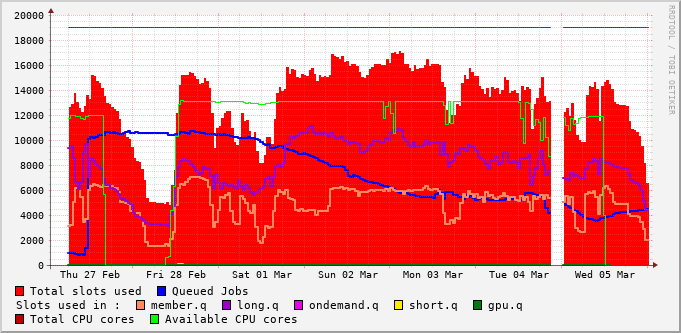 20000
18000
16000
14000
12000
10000
8000
6000
4000
2000
0
Thu 27 Feb Fri 28 Feb Sat 01 Mar Sun 02 Mar Mon 03 Mar Tue 04 Mar Wed 05 Mar
Total slots used Queued Jobs
Slots used in : member.q long.q ondemand.q short.q gpu.q
Total CPU cores Available CPU cores
RRDTOOL / TOBI OETIKER